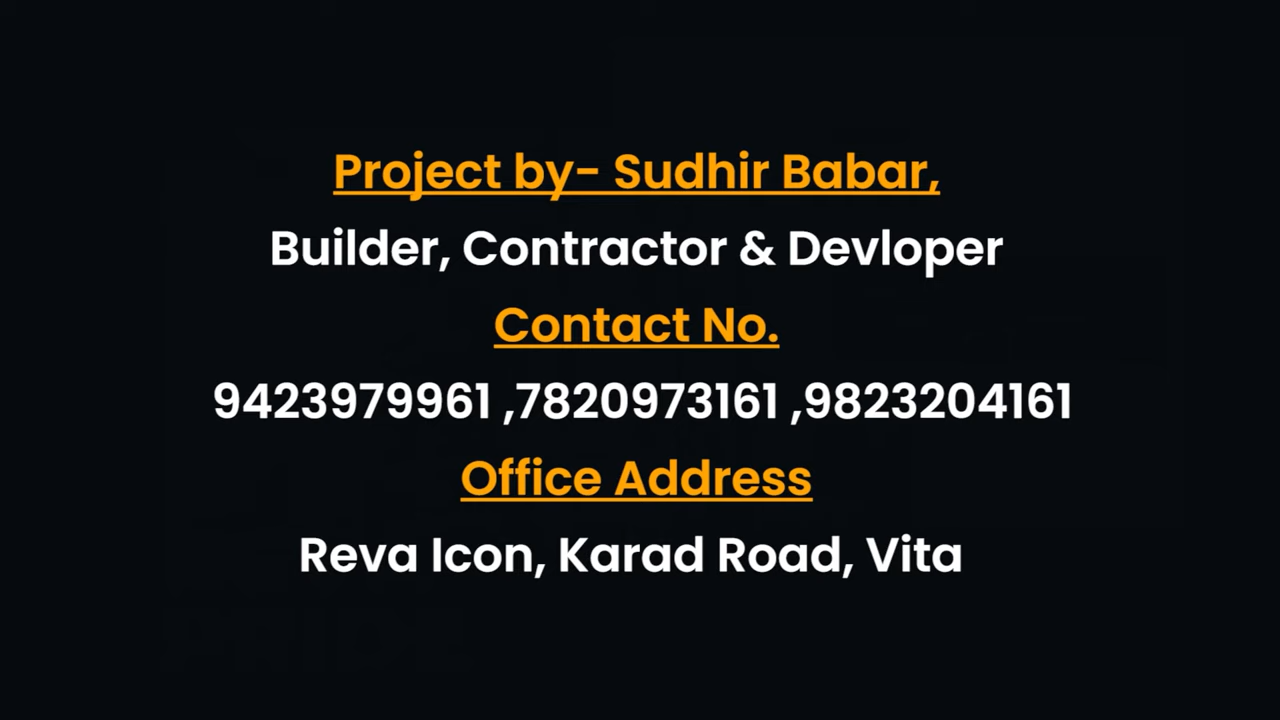 Project by- Sudhir Babar,
Builder, Contractor & Devloper
Contact No.
9423979961 ,7820973161 ,9823204161
Office Address
Reva Icon, Karad Road, Vita